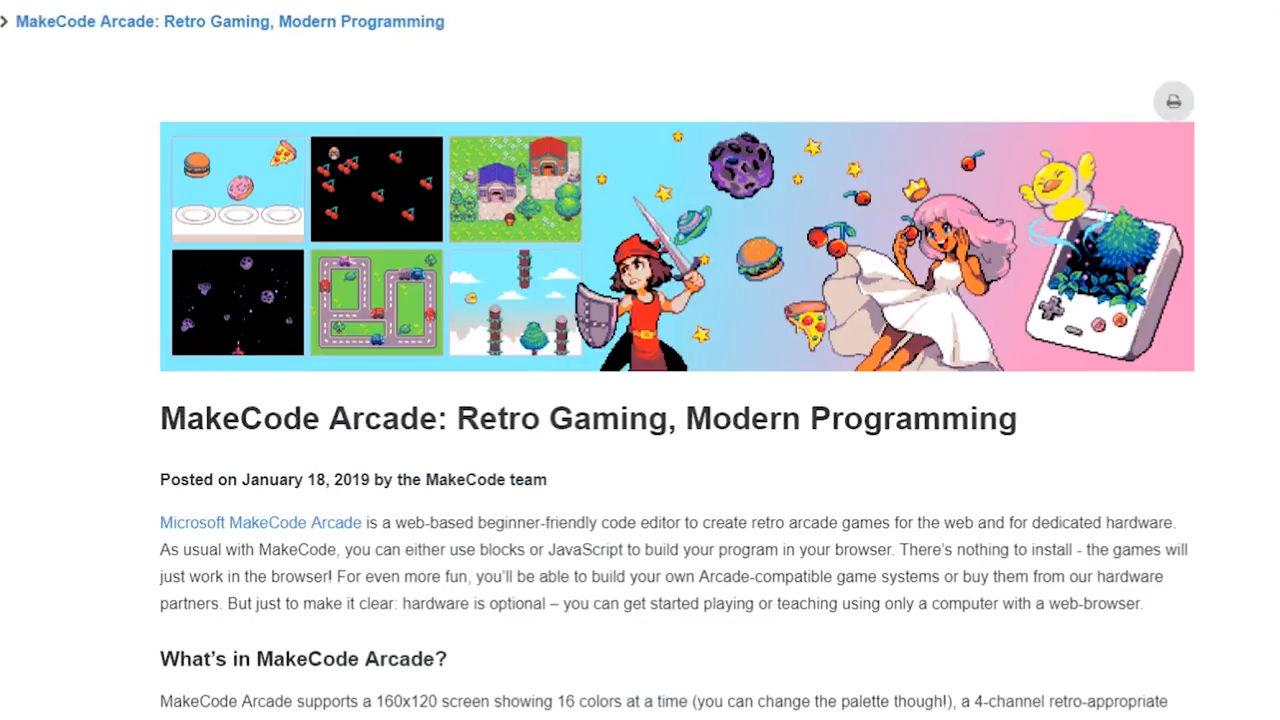 MakeCode Arcade: Retro Gaming, Modern Programming
MakeCode Arcade: Retro Gaming, Modern Programming
Posted on January 18, 2019 by the MakeCode team
Microsoft MakeCode Arcade is a web-based beginner-friendly code editor to create retro arcade games for the web and for dedicated hardware.
As usual with MakeCode, you can either use blocks or JavaScript to build your program in your browser. There’s nothing to install - the games will
just work in the browser! For even more fun, you’ll be able to build your own Arcade-compatible game systems or buy them from our hardware
partners. But just to make it clear: hardware is optional – you can get started playing or teaching using only a computer with a web-browser.
What’s in MakeCode Arcade?
MakeCode Arcade supports a 160x120 screen showing 16 colors at a time (you can change the palette though!), a 4-channel retro-appropriate